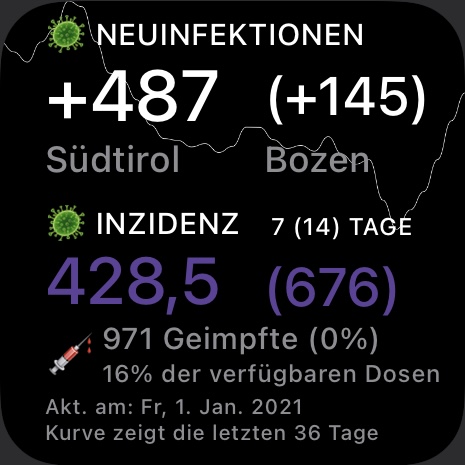 NEUINFEKTIONEN
+487 (+145)
Südtirol Bozen
INZIDENZ 7 (14) TAGE
428,5 (676)
971 Geimpfte (0%)
16% der verfügbaren Dosen
Akt. am: Fr, 1. Jan. 2021
Kurve zeigt die letzten 36 Tage